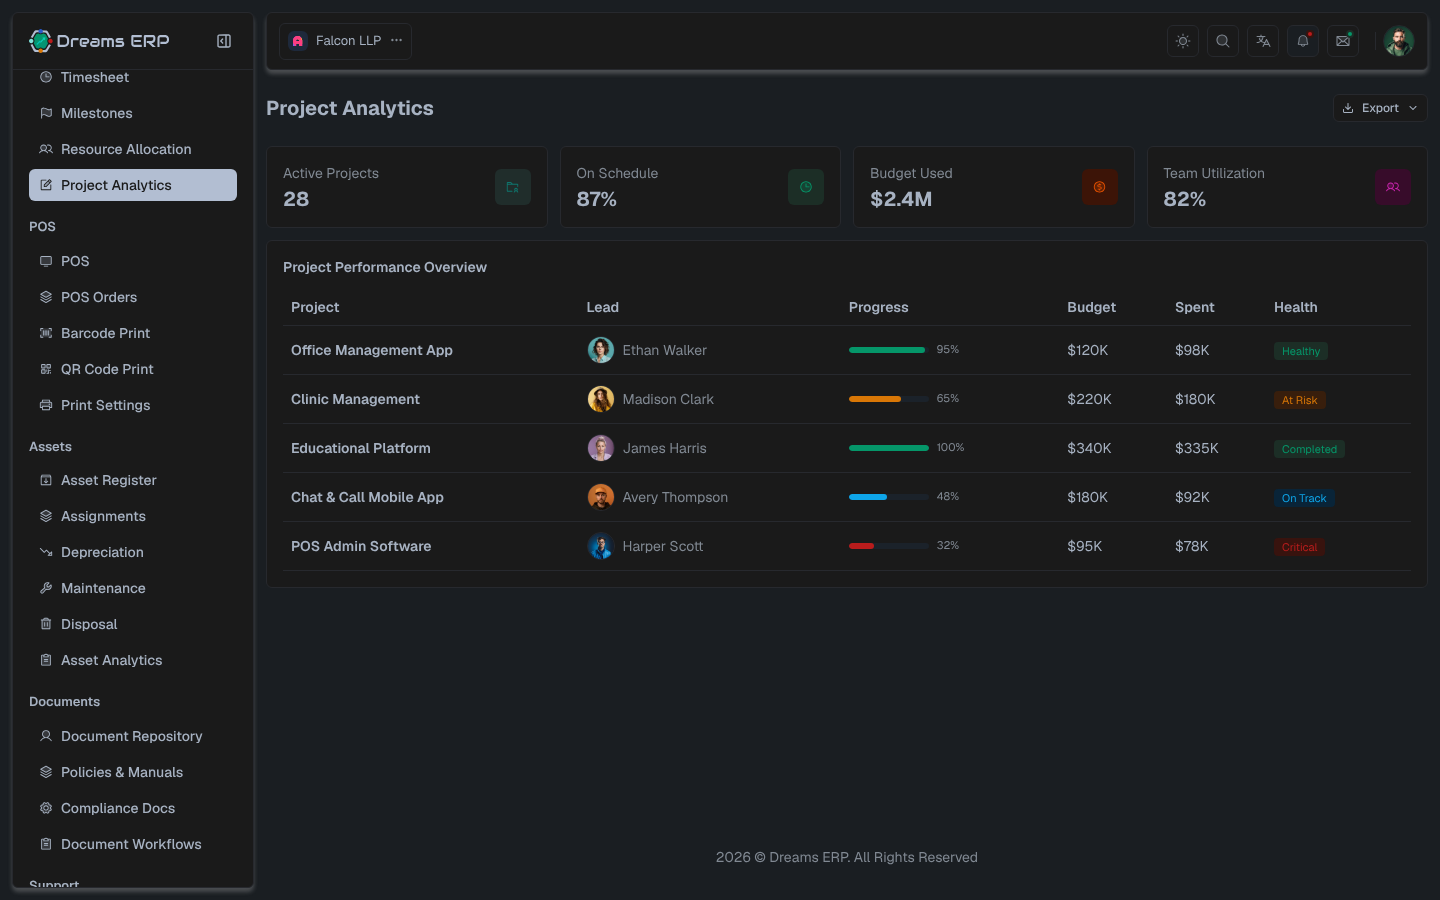 Dreams ERP
Timesheet
Milestones
Resource Allocation
Project Analytics
POS
POS
POS Orders
Barcode Print
QR Code Print
Print Settings
Assets
Asset Register
Assignments
Depreciation
Maintenance
Disposal
Asset Analytics
Documents
Document Repository
Policies & Manuals
Compliance Docs
Document Workflows
Support
Falcon LLP ···
Project Analytics
Export
Active Projects
28
On Schedule
87%
Budget Used
$2.4M
Team Utilization
82%
Project Performance Overview
Project Lead Progress Budget Spent Health
Office Management App Ethan Walker 95% $120K $98K Healthy
Clinic Management Madison Clark 65% $220K $180K At Risk
Educational Platform James Harris 100% $340K $335K Completed
Chat & Call Mobile App Avery Thompson 48% $180K $92K On Track
POS Admin Software Harper Scott 32% $95K $78K Critical
2026 © Dreams ERP. All Rights Reserved